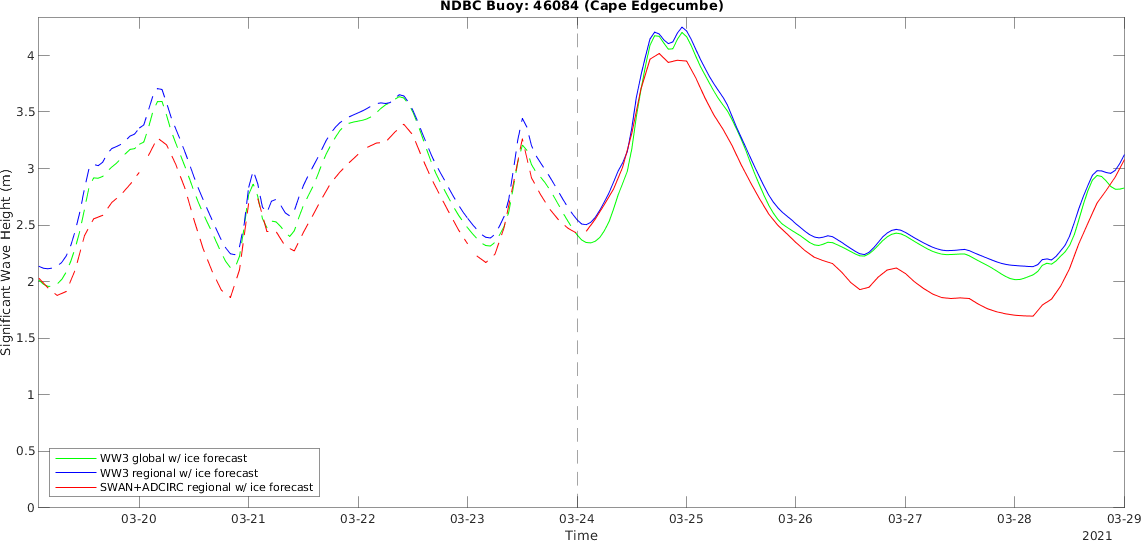 NDBC Buoy: 46084 (Cape Edgecumbe)
Significant Wave Height (m)
4
3.5
3
2.5
2
1.5
1
0.5
0
WW3 global w/ ice forecast
WW3 regional w/ ice forecast
SWAN+ADCIRC regional w/ ice forecast
03-20 03-21 03-22 03-23 03-24 03-25 03-26 03-27 03-28 03-29
Time
2021